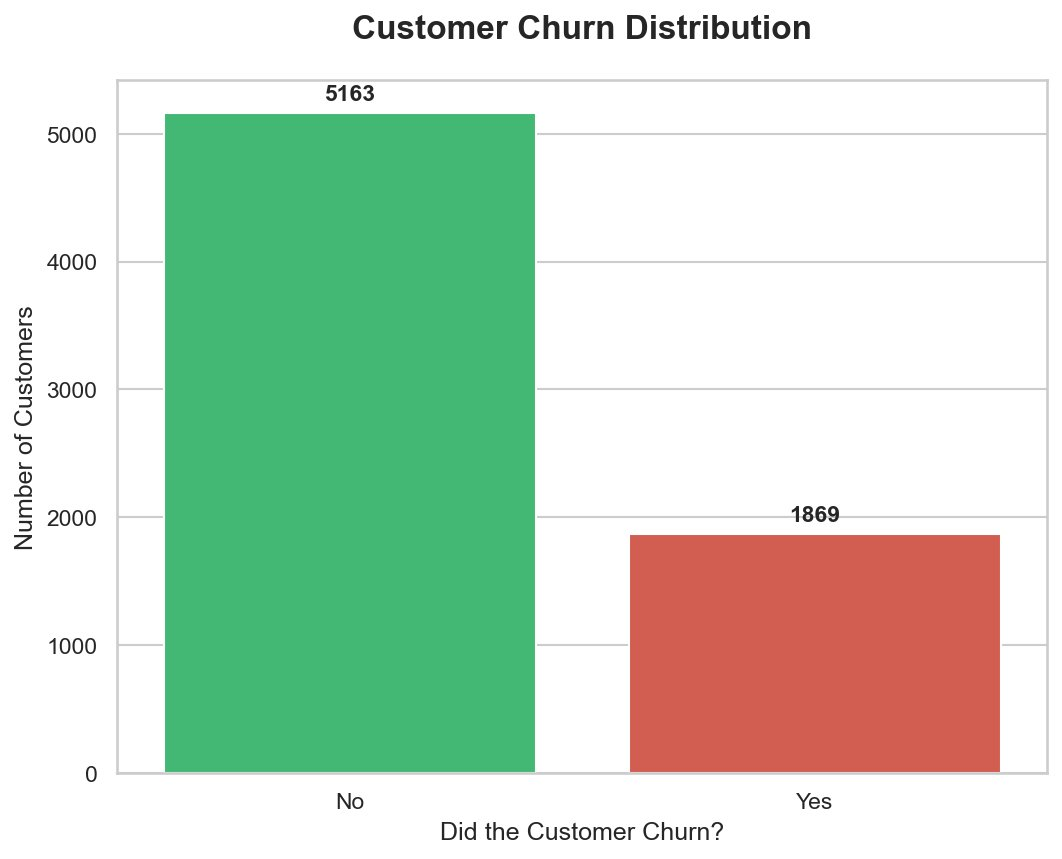 Customer Churn Distribution
5163
5000
4000
3000
2000
1869
1000
0
Number of Customers
No
Yes
Did the Customer Churn?